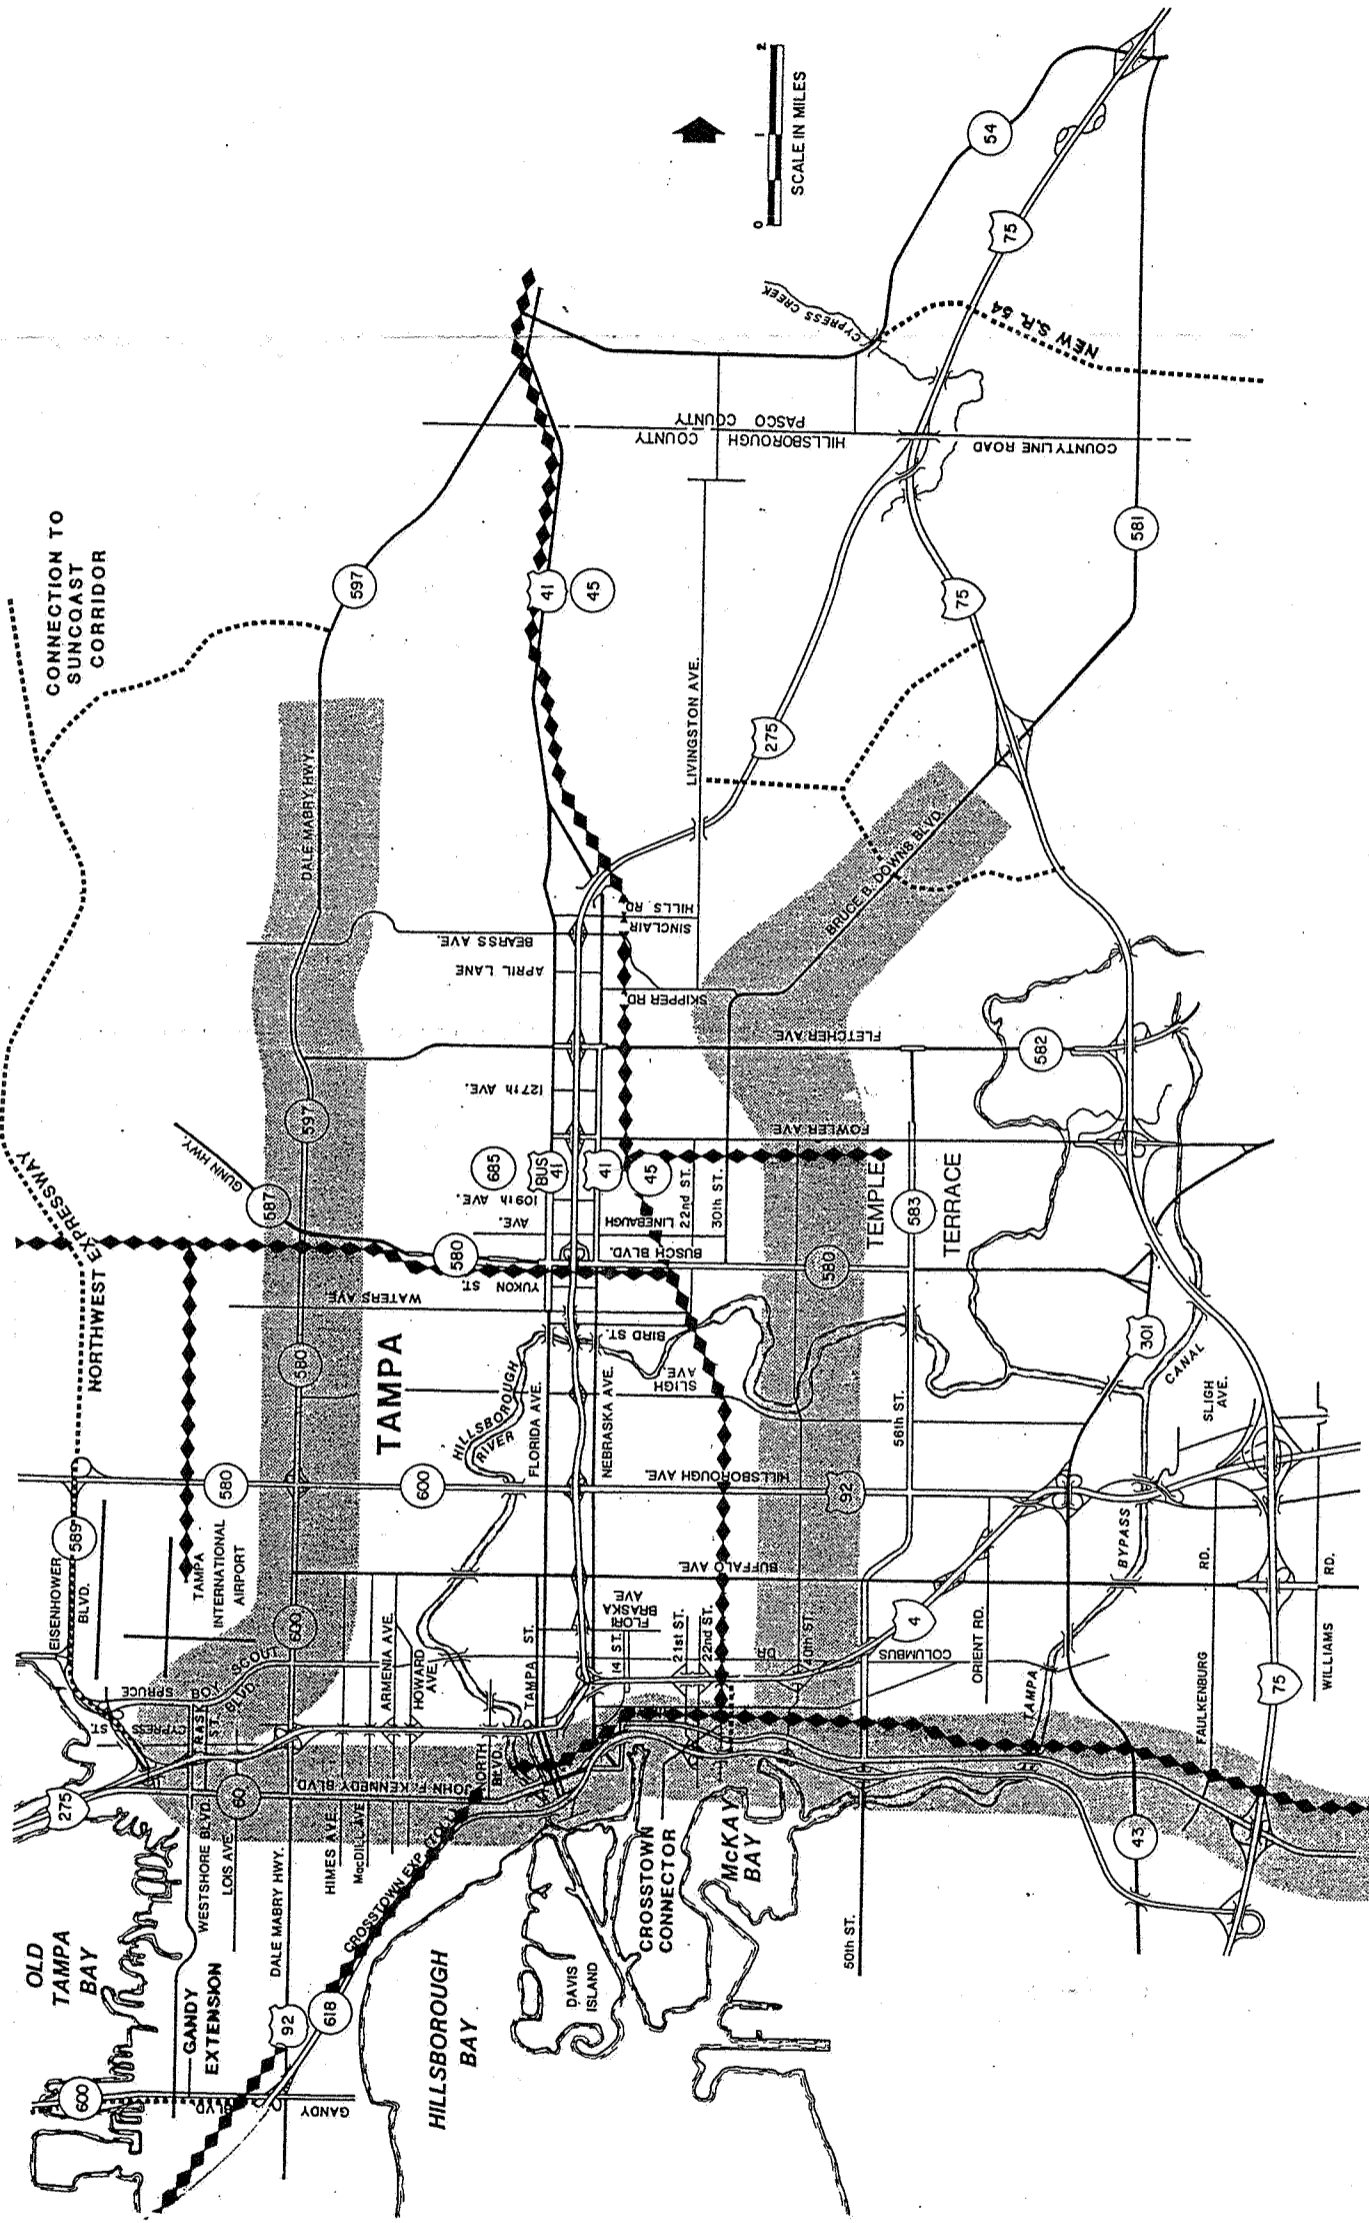 CONNECTION TO
SUNCOAST
CORRIDOR
NORTHWEST EXPRESSWAY
0
1
2
SCALE IN MILES
54
75
NEW S.R. 54
CYPRESS CREEK
PASCO COUNTY
HILLSBOROUGH COUNTY
COUNTY LINE ROAD
581
597
41
45
LIVINGSTON AVE.
275
75
DALE MABRY HWY.
BRUCE B. DOWNS BLVD.
HILLS RD
SINCLAIR
BEARSS AVE.
APRIL LANE
SKIPPER RD
FLETCHER AVE
582
127th AVE.
597
GUNN HWY.
587
FOWLER AVE
685
BUS
41
41
45
109th AVE.
AVE.
LINEBAUGH
22nd ST.
30th ST.
TEMPLE
TERRACE
583
BUSCH BLVD.
580
580
YUKON ST.
WATERS AVE.
BIRD ST.
301
CANAL
TAMPA
580
HILLSBOROUGH
RIVER
SLIGH
AVE
SLIGH
AVE.
FLORIDA AVE.
NEBRASKA AVE.
56th ST.
HILLSBOROUGH AVE.
580
600
92
589
EISENHOWER
BLVD.
TAMPA
INTERNATIONAL
AIRPORT
BUFFALO AVE
BYPASS
RD.
RD.
600
ARMENIA AVE.
HOWARD
AVE.
TAMPA ST.
FLORI
BRASKA
AVE
14 ST.
21st ST.
22nd ST.
DR.
40th ST.
COLUMBUS
4
ORIENT RD.
TAMPA
FAULKENBURG
WILLIAMS
75
SPRUCE
ST.
CYPRESS
BOY SCOUT
BLVD.
275
60
JOHN F. KENNEDY BLVD
NORTH
BLVD.
WESTSHORE BLVD.
LOIS AVE.
HIMES AVE.
MacDILL AVE
DALE MABRY HWY.
CROSSTOWN EXP. (TOLL)
CROSSTOWN
CONNECTOR
McKAY
BAY
43
50th ST.
OLD
TAMPA
BAY
GANDY
EXTENSION
92
618
HILLSBOROUGH
BAY
DAVIS
ISLAND
600
GANDY
BLVD